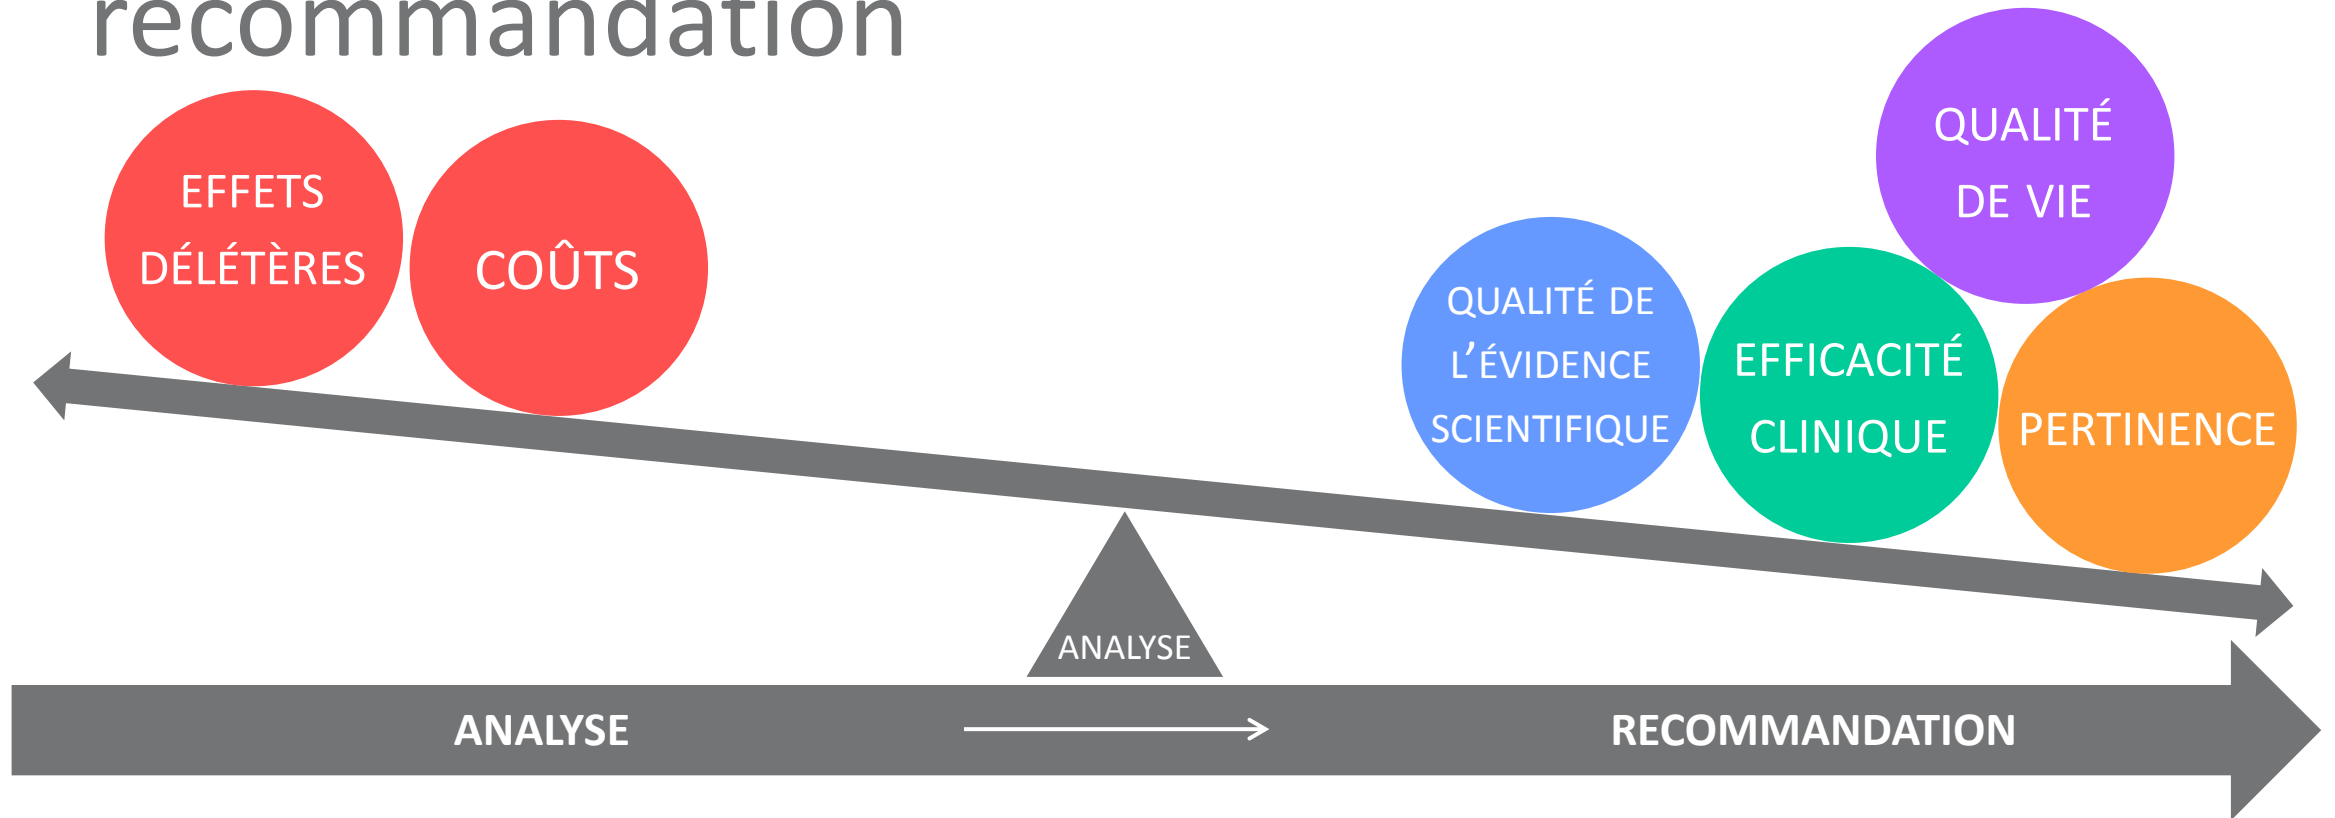 recommandation
EFFETS
DÉLÉTÈRES
COÛTS
QUALITÉ DE
L’ÉVIDENCE
SCIENTIFIQUE
EFFICACITÉ
CLINIQUE
QUALITÉ
DE VIE
PERTINENCE
ANALYSE
ANALYSE
RECOMMANDATION